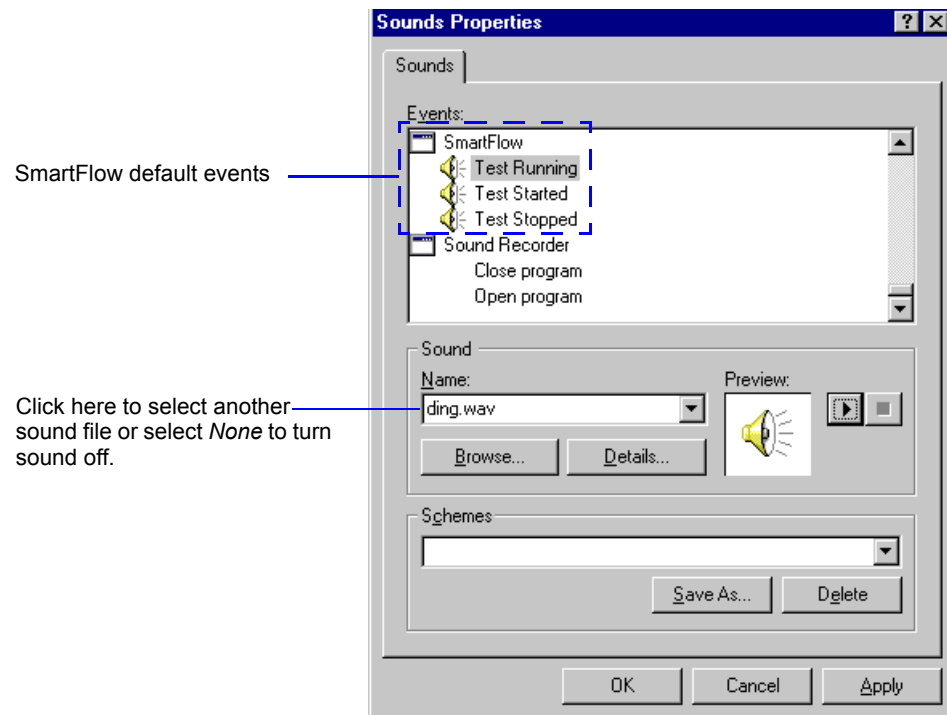 Sounds Properties
Sounds
Events:
SmartFlow
Test Running
Test Started
Test Stopped
Sound Recorder
Close program
Open program
SmartFlow default events
Sound
Name:
Preview:
ding.wav
Browse...
Details...
Click here to select another
sound file or select None to turn
sound off.
Schemes
Save As...
Delete
OK
Cancel
Apply